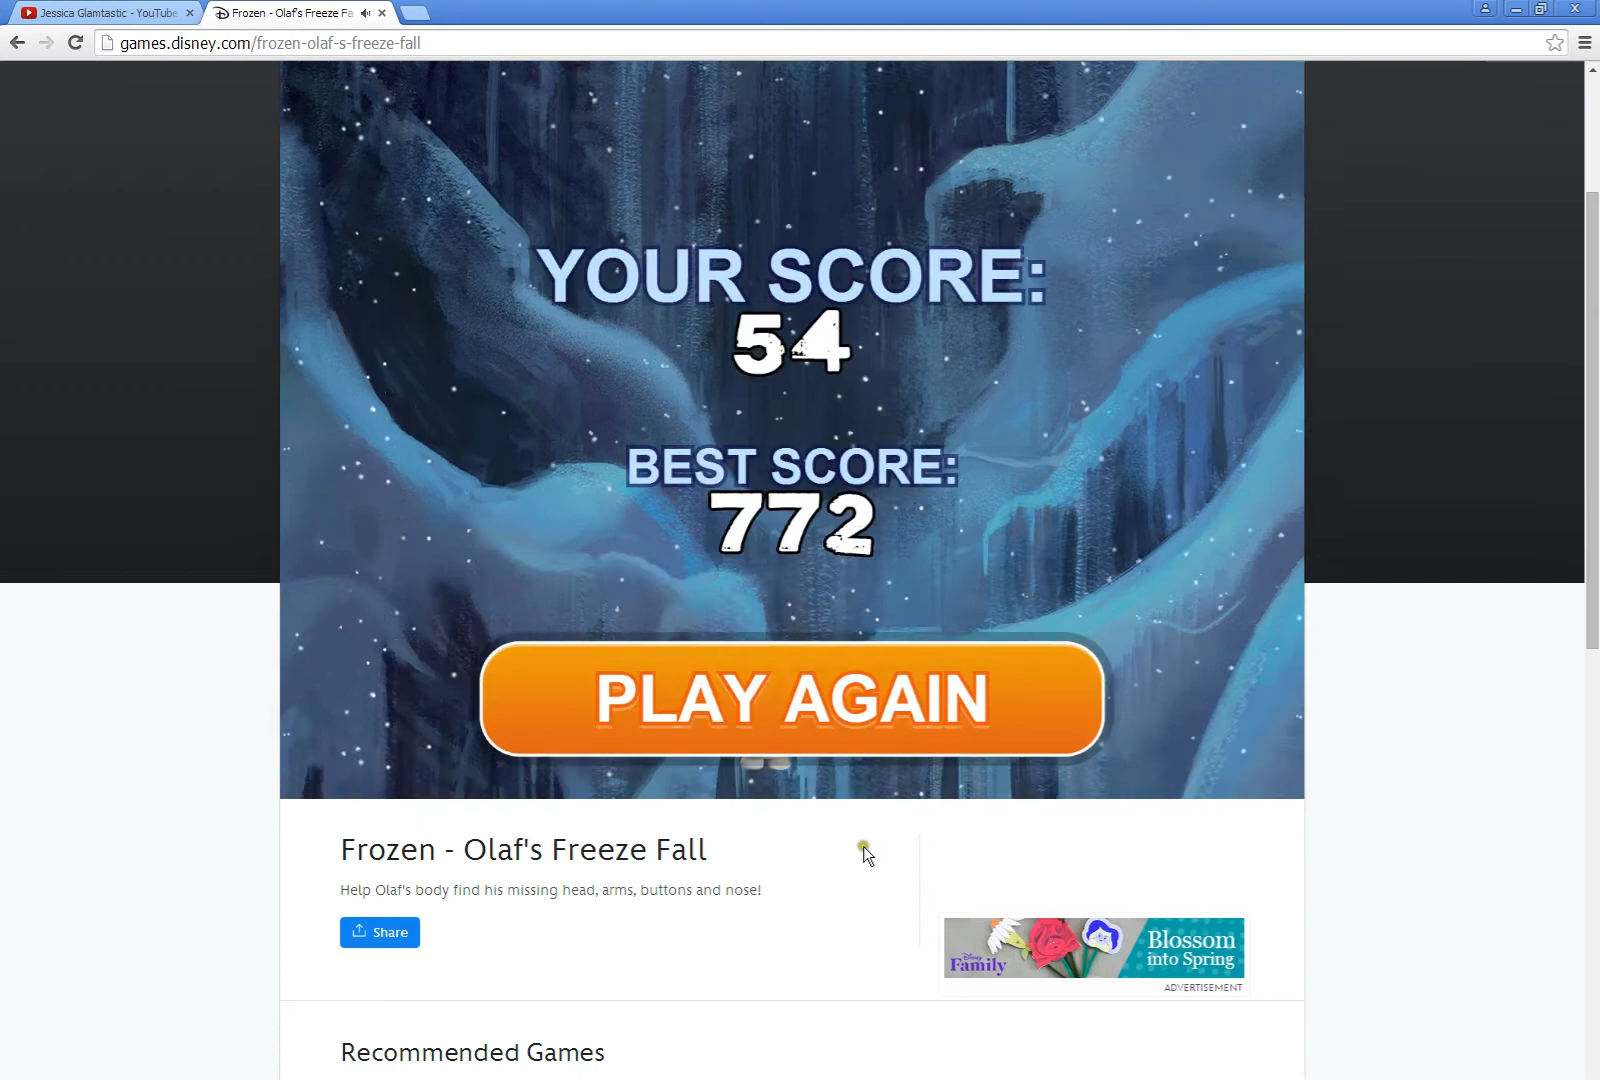 Jessica Glamtastic - YouTube
Frozen - Olaf's Freeze Fa
games.disney.com/frozen-olaf-s-freeze-fall
YOUR SCORE:
54
BEST SCORE:
772
PLAY AGAIN
Frozen - Olaf's Freeze Fall
Help Olaf's body find his missing head, arms, buttons and nose!
Share
Disney
Family
Blossom
into Spring
ADVERTISEMENT
Recommended Games